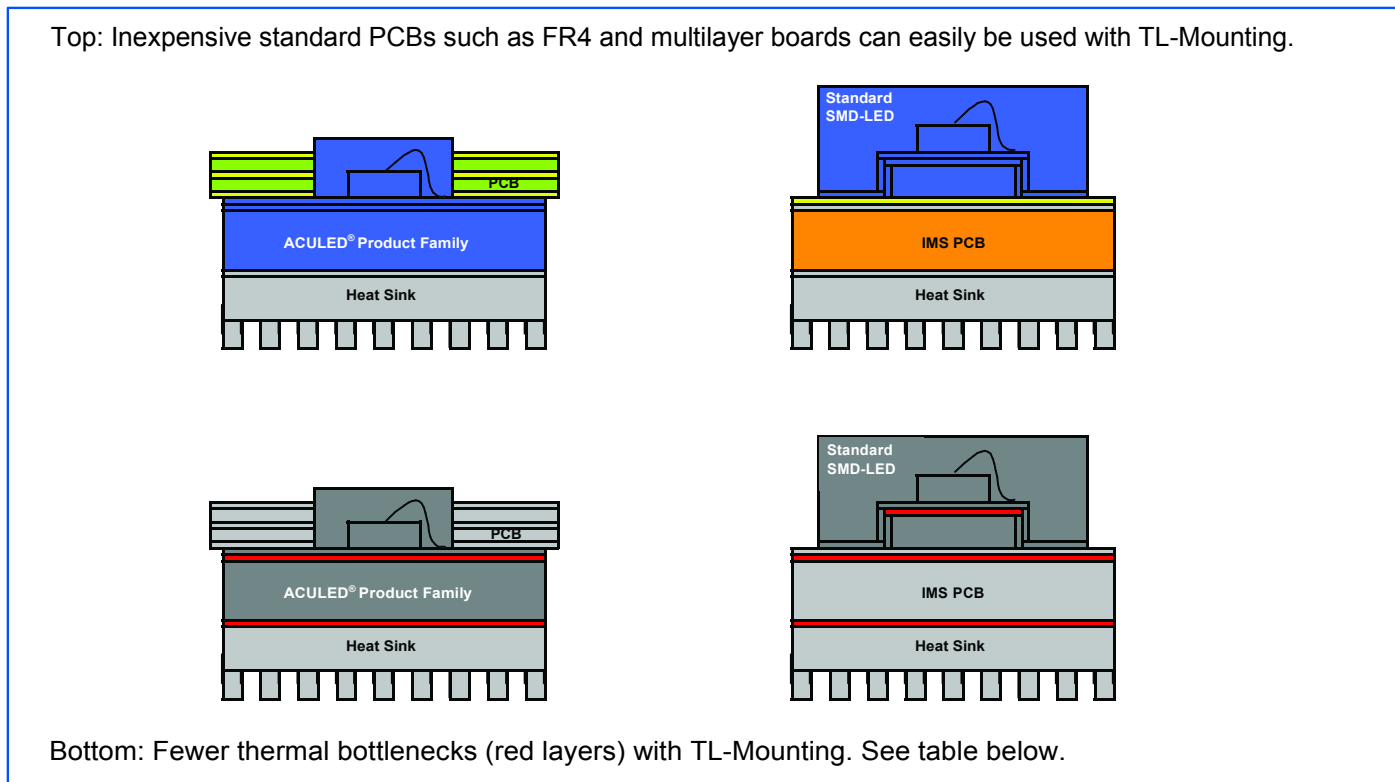 Top: Inexpensive standard PCBs such as FR4 and multilayer boards can easily be used with TL-Mounting.
Standard
SMD-LED
PCB
ACULED® Product Family
IMS PCB
Heat Sink
Heat Sink
Standard
SMD-LED
PCB
ACULED® Product Family
IMS PCB
Heat Sink
Heat Sink
Bottom: Fewer thermal bottlenecks (red layers) with TL-Mounting. See table below.